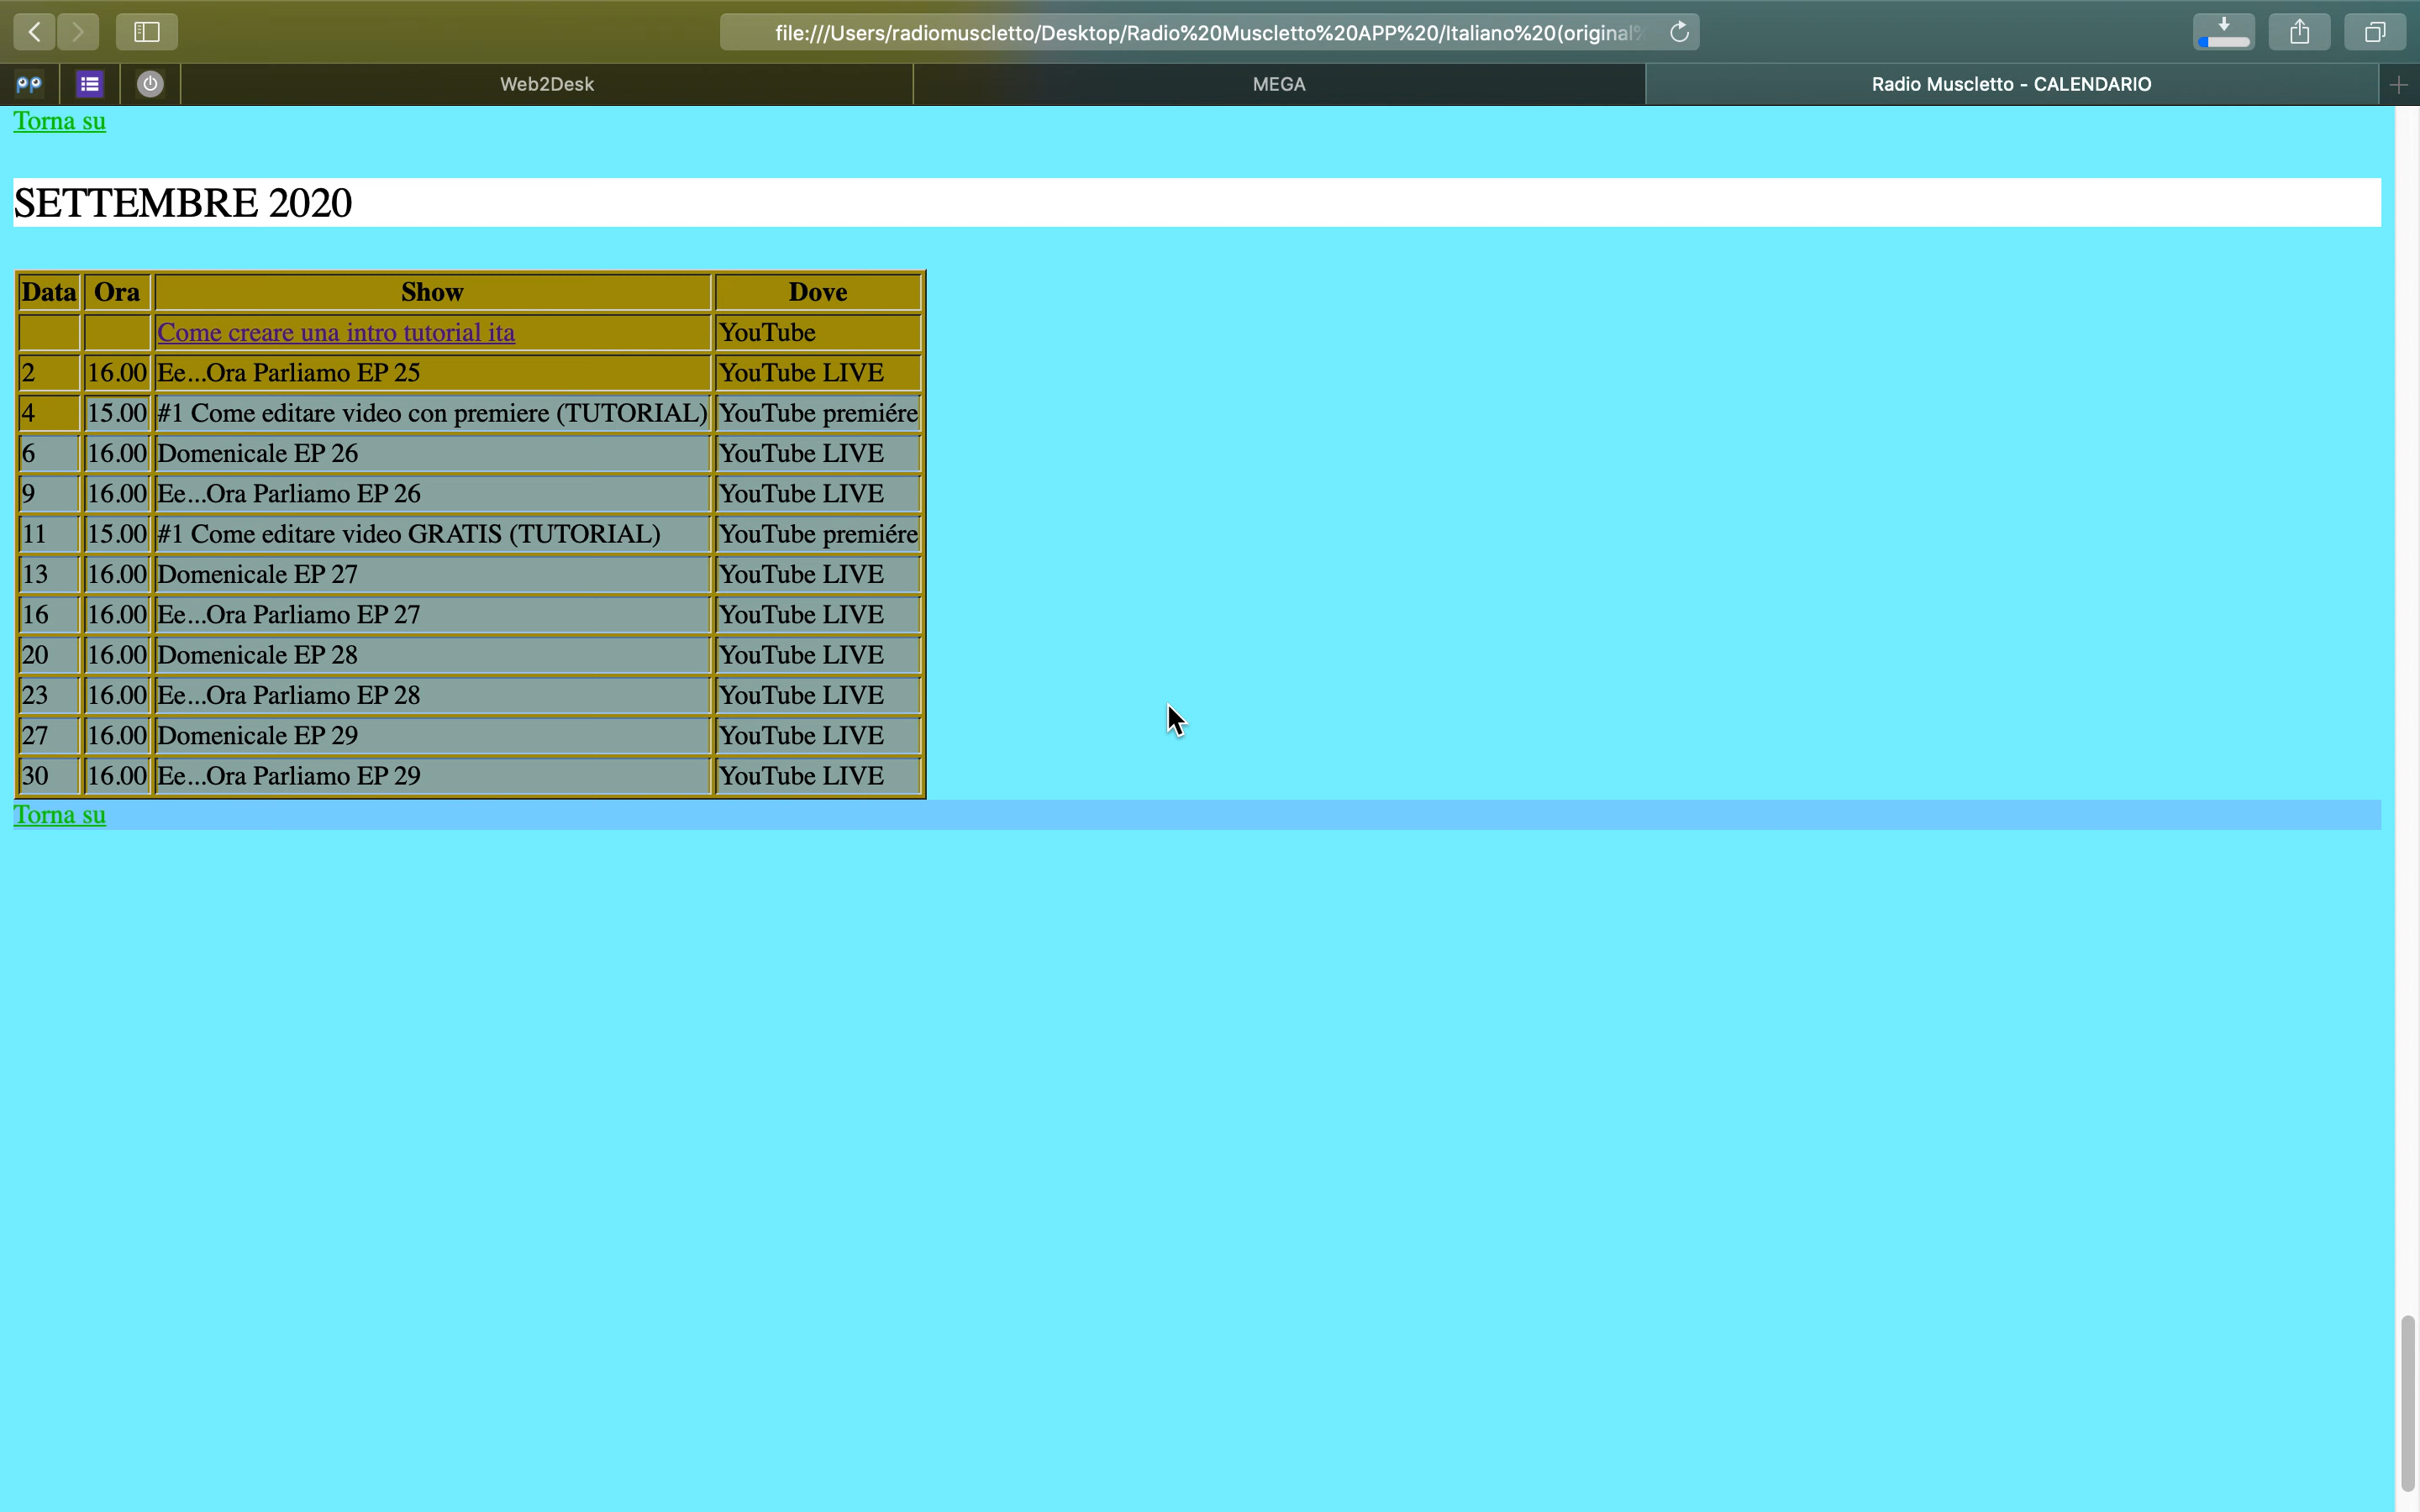 file:///Users/radiomuscletto/Desktop/Radio%20Muscletto%20APP%20/Italiano%20(original%
Web2Desk MEGA Radio Muscletto - CALENDARIO
Torna su
SETTEMBRE 2020
Data Ora Show Dove
Come creare una intro tutorial ita YouTube
2 16.00 Ee...Ora Parliamo EP 25 YouTube LIVE
4 15.00 #1 Come editare video con premiere (TUTORIAL) YouTube premiére
6 16.00 Domenicale EP 26 YouTube LIVE
9 16.00 Ee...Ora Parliamo EP 26 YouTube LIVE
11 15.00 #1 Come editare video GRATIS (TUTORIAL) YouTube premiére
13 16.00 Domenicale EP 27 YouTube LIVE
16 16.00 Ee...Ora Parliamo EP 27 YouTube LIVE
20 16.00 Domenicale EP 28 YouTube LIVE
23 16.00 Ee...Ora Parliamo EP 28 YouTube LIVE
27 16.00 Domenicale EP 29 YouTube LIVE
30 16.00 Ee...Ora Parliamo EP 29 YouTube LIVE
Torna su